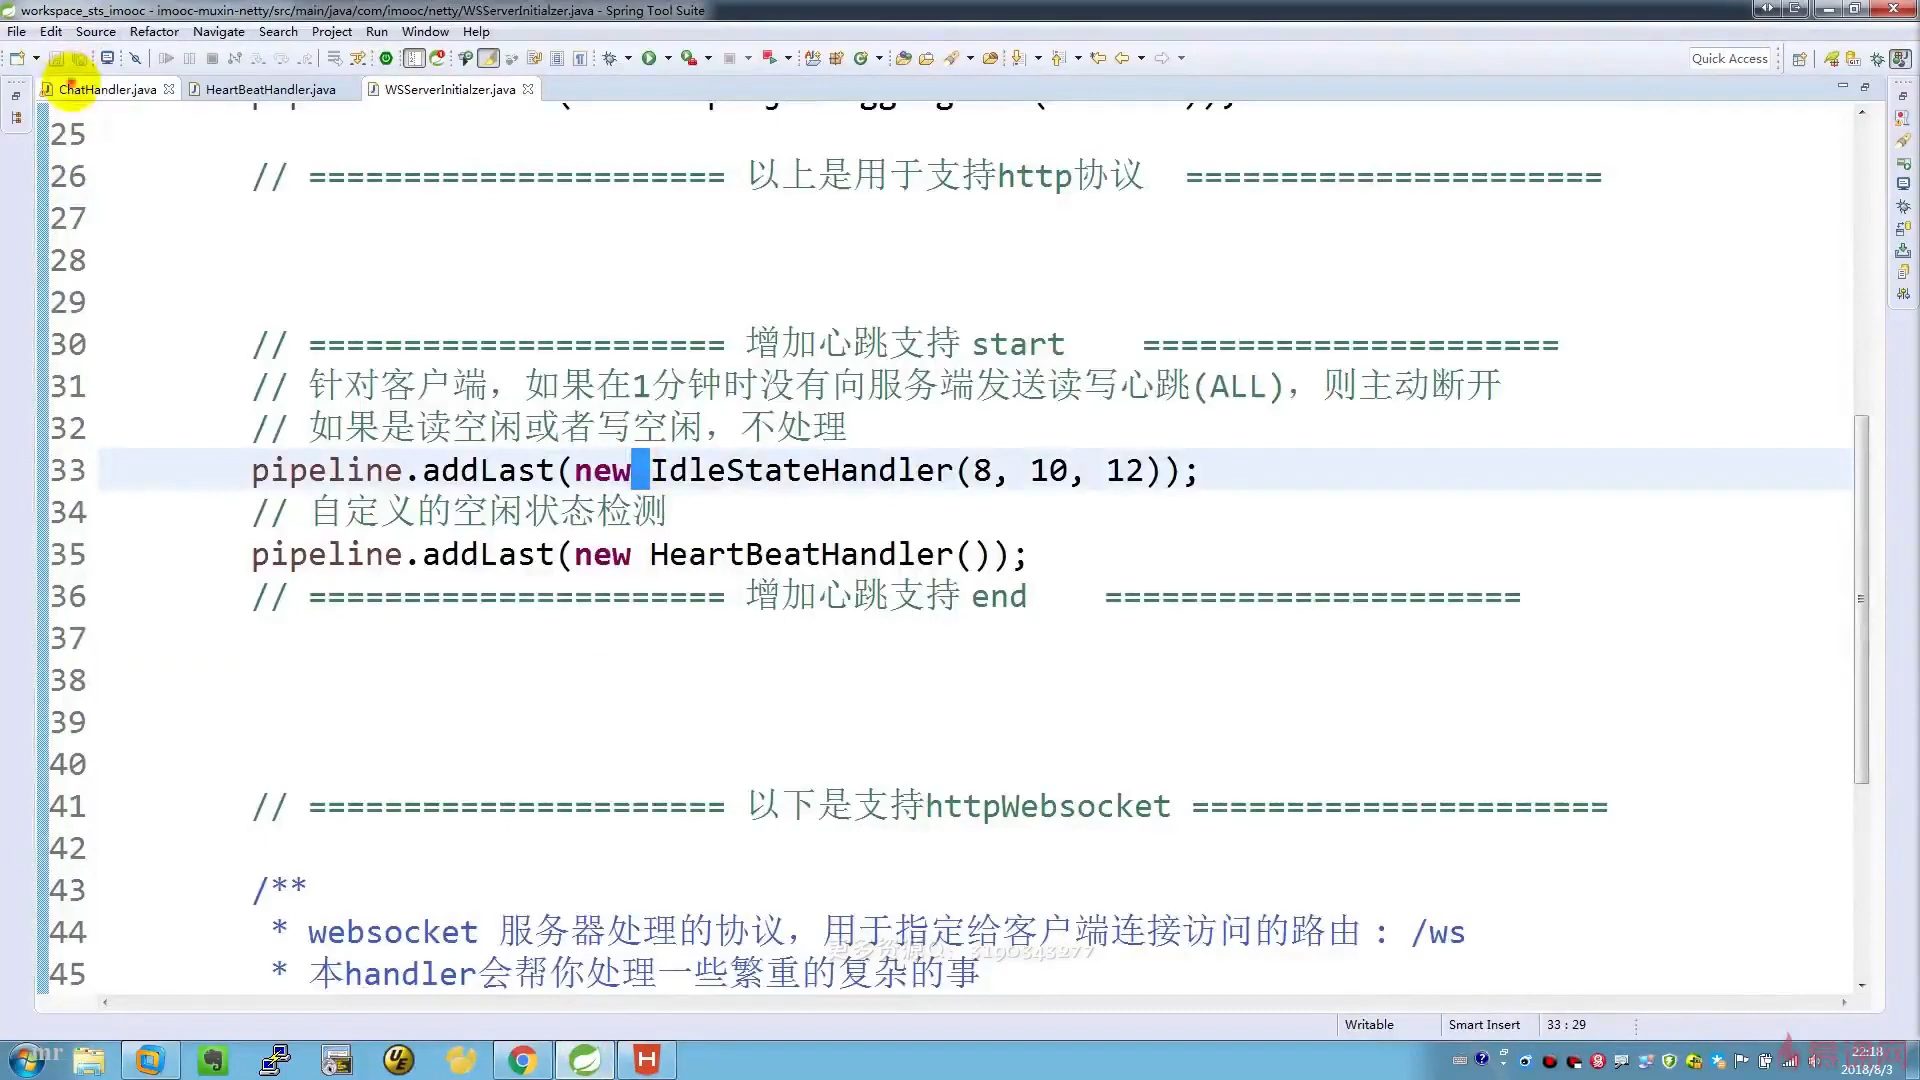 workspace_sts_imooc - imooc-muxin-netty/src/main/java/com/imooc/netty/WSServerInitialzer.java - Spring Tool Suite
File Edit Source Refactor Navigate Search Project Run Window Help
Quick Access
ChatHandler.java HeartBeatHandler.java WSServerInitialzer.java
25
26 // ====================== 以上是用于支持http协议 ======================
27
28
29
30 // ====================== 增加心跳支持 start ======================
31 // 针对客户端，如果在1分钟时没有向服务端发送读写心跳(ALL)，则主动断开
32 // 如果是读空闲或者写空闲，不处理
33 pipeline.addLast(new IdleStateHandler(8, 10, 12));
34 // 自定义的空闲状态检测
35 pipeline.addLast(new HeartBeatHandler());
36 // ====================== 增加心跳支持 end ======================
37
38
39
40
41 // ====================== 以下是支持httpWebsocket ======================
42
43 /**
44 * websocket 服务器处理的协议，用于指定给客户端连接访问的路由 : /ws
更多资源Q：3190843277
45 * 本handler会帮你处理一些繁重的复杂的事
Writable Smart Insert 33 : 29
mr
22:18
2018/8/3
慕课网